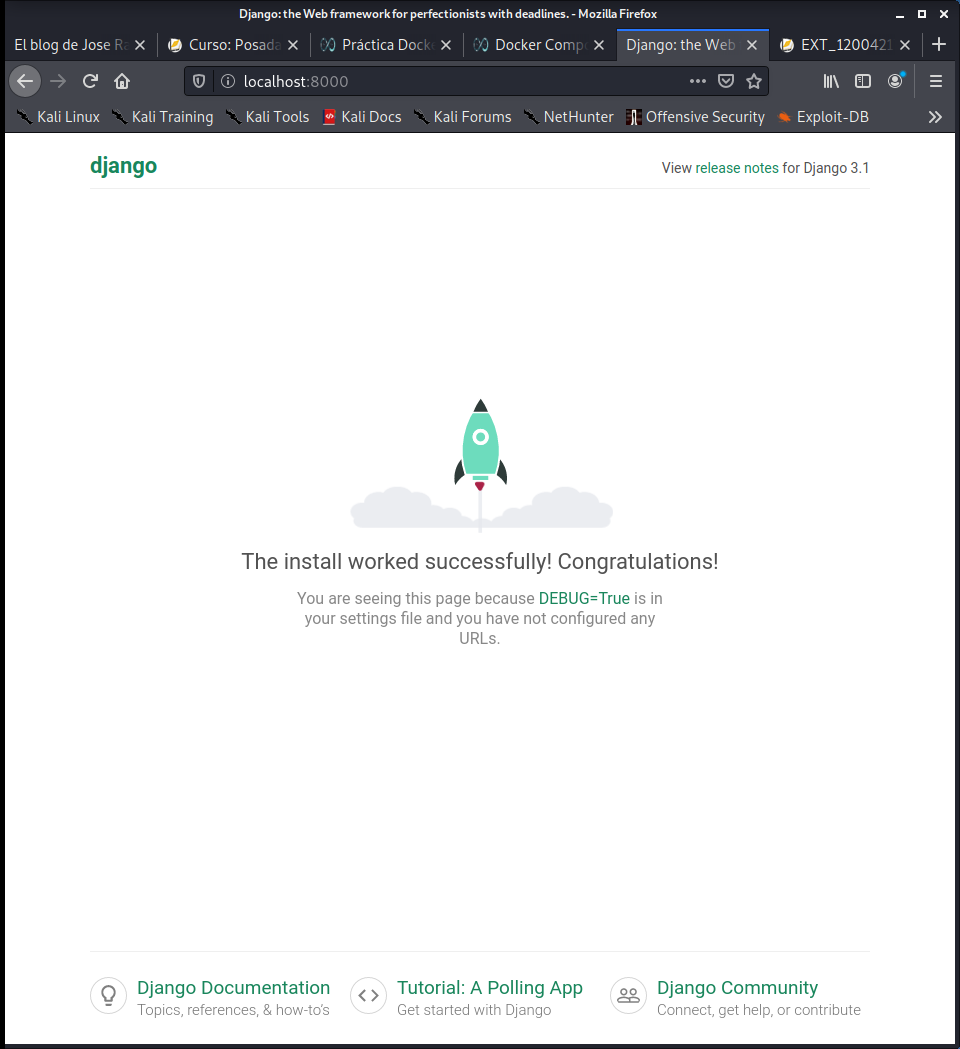 Django: the Web framework for perfectionists with deadlines. - Mozilla Firefox
El blog de Jose Ra
Curso: Posada
Práctica Dock
Docker Comp
Django: the Web
EXT_1200421
localhost:8000
Kali Linux
Kali Training
Kali Tools
Kali Docs
Kali Forums
NetHunter
Offensive Security
Exploit-DB
django
View release notes for Django 3.1
The install worked successfully! Congratulations!
You are seeing this page because DEBUG=True is in
your settings file and you have not configured any
URLs.
Django Documentation
Topics, references, & how-to's
Tutorial: A Polling App
Get started with Django
Django Community
Connect, get help, or contribute